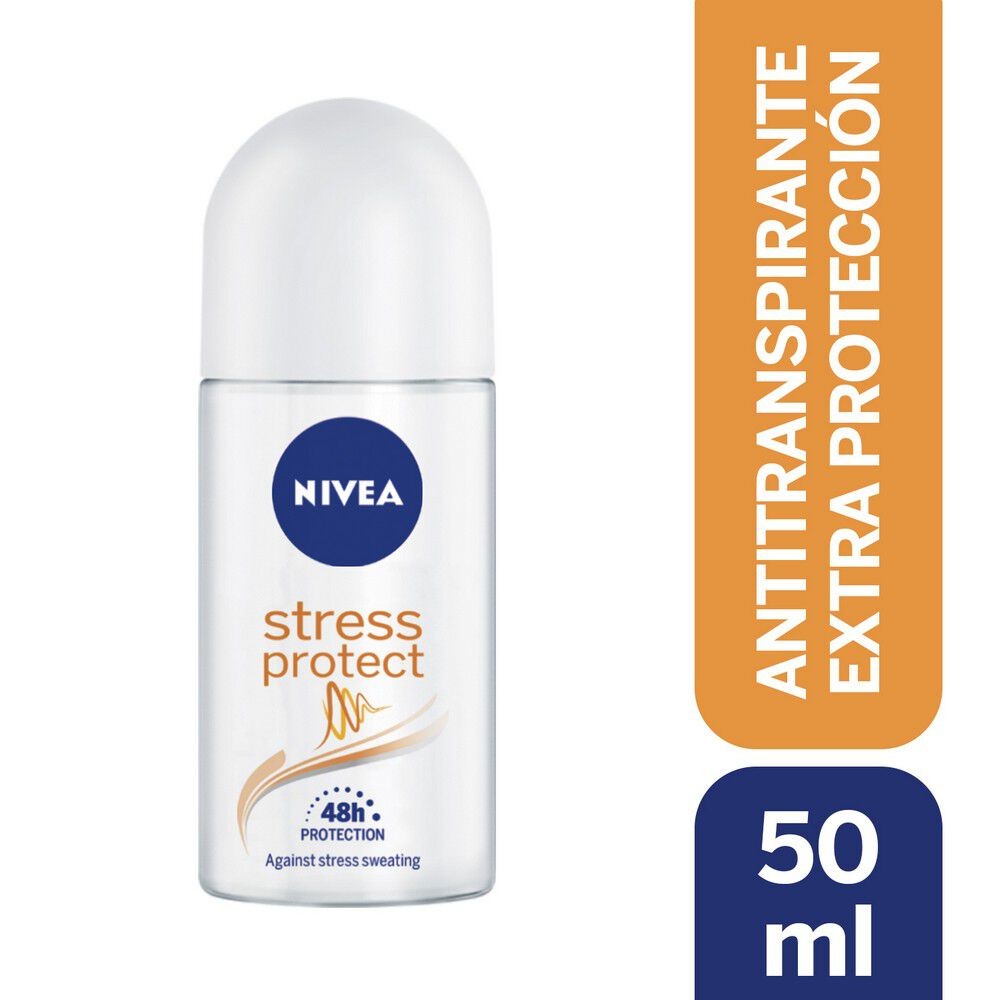 NIVEA
stress
protect
48h
PROTECTION
Against stress sweating
ANTITRANSPIRANTE
EXTRA PROTECCIÓN
50
ml